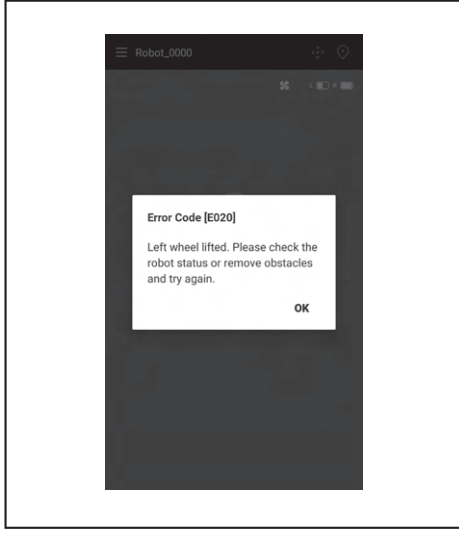 Robot_0000
L R
Error Code [E020]
Left wheel lifted. Please check the
robot status or remove obstacles
and try again.
OK